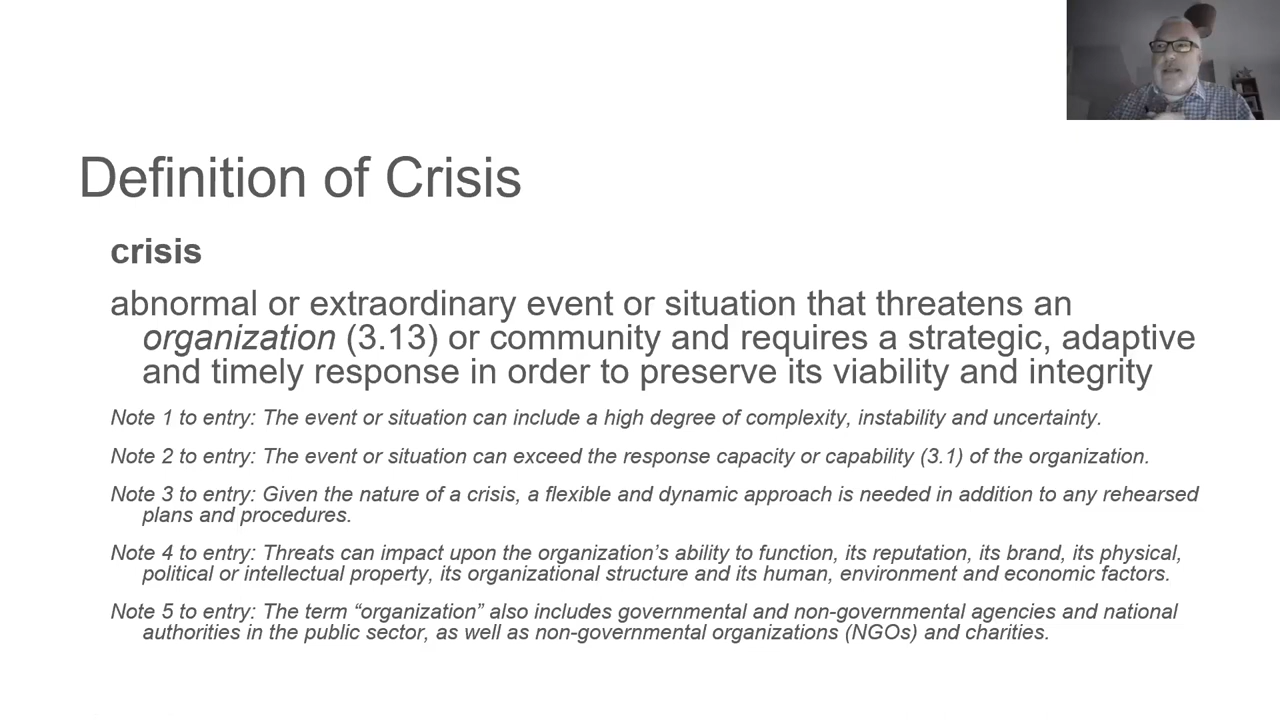 Definition of Crisis
crisis
abnormal or extraordinary event or situation that threatens an
organization (3.13) or community and requires a strategic, adaptive
and timely response in order to preserve its viability and integrity
Note 1 to entry: The event or situation can include a high degree of complexity, instability and uncertainty.
Note 2 to entry: The event or situation can exceed the response capacity or capability (3.1) of the organization.
Note 3 to entry: Given the nature of a crisis, a flexible and dynamic approach is needed in addition to any rehearsed
plans and procedures.
Note 4 to entry: Threats can impact upon the organization’s ability to function, its reputation, its brand, its physical,
political or intellectual property, its organizational structure and its human, environment and economic factors.
Note 5 to entry: The term “organization” also includes governmental and non-governmental agencies and national
authorities in the public sector, as well as non-governmental organizations (NGOs) and charities.